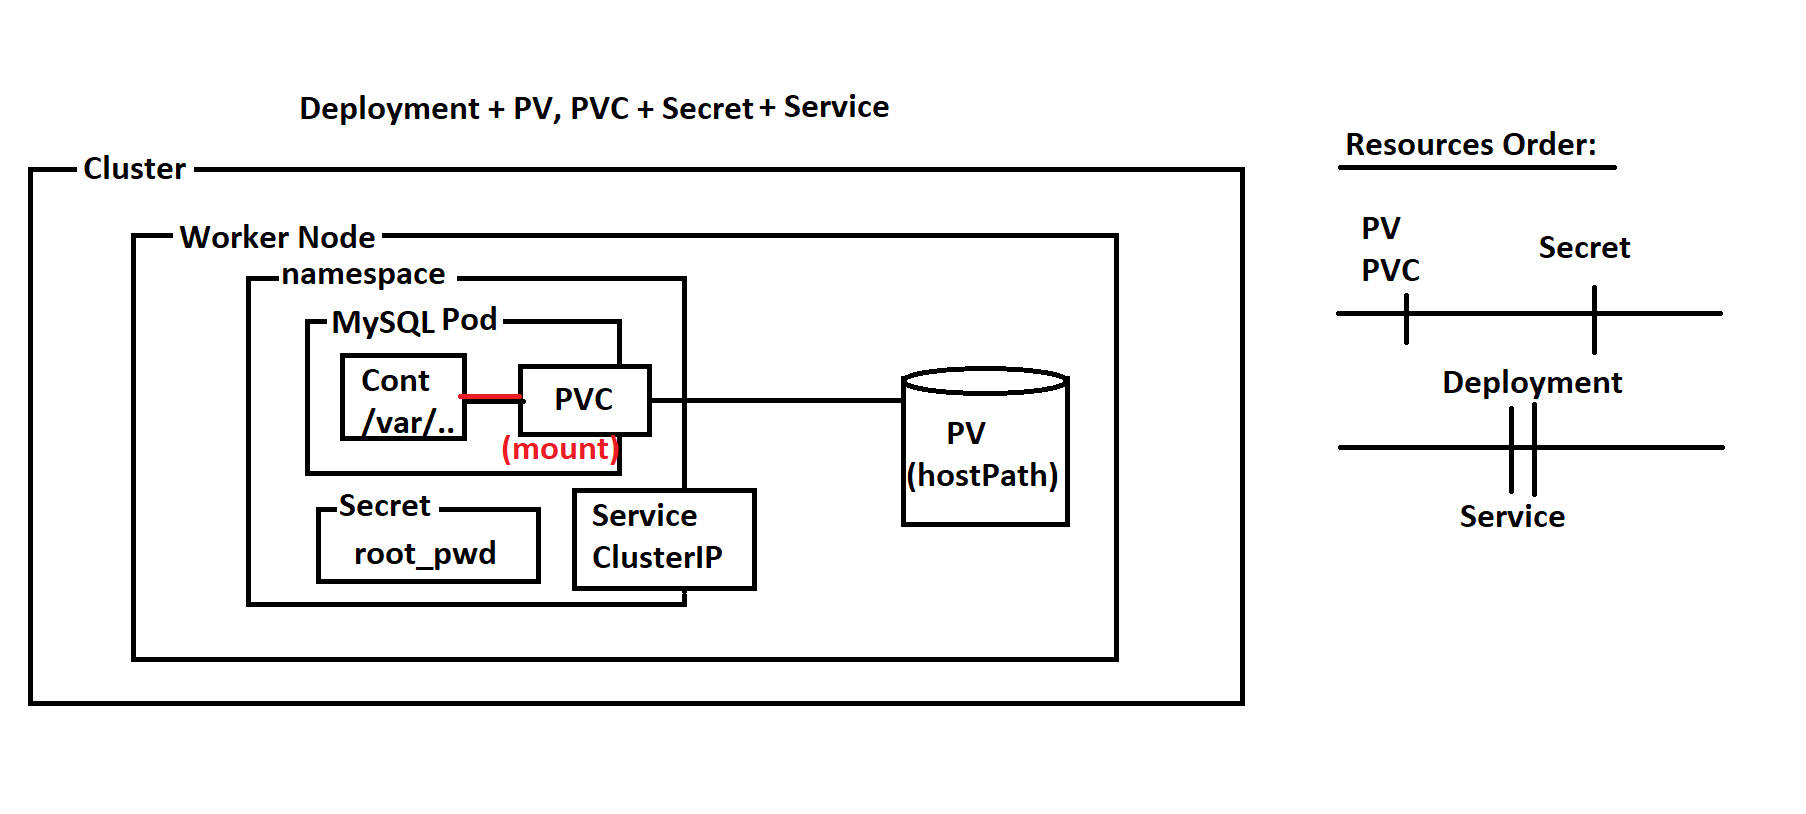 Deployment + PV, PVC + Secret + Service
Cluster
Worker Node
namespace
MySQL Pod
Cont
/var/..
PVC
(mount)
PV
(hostPath)
Secret
root_pwd
Service
ClusterIP
Resources Order:
PV
PVC
Secret
Deployment
Service